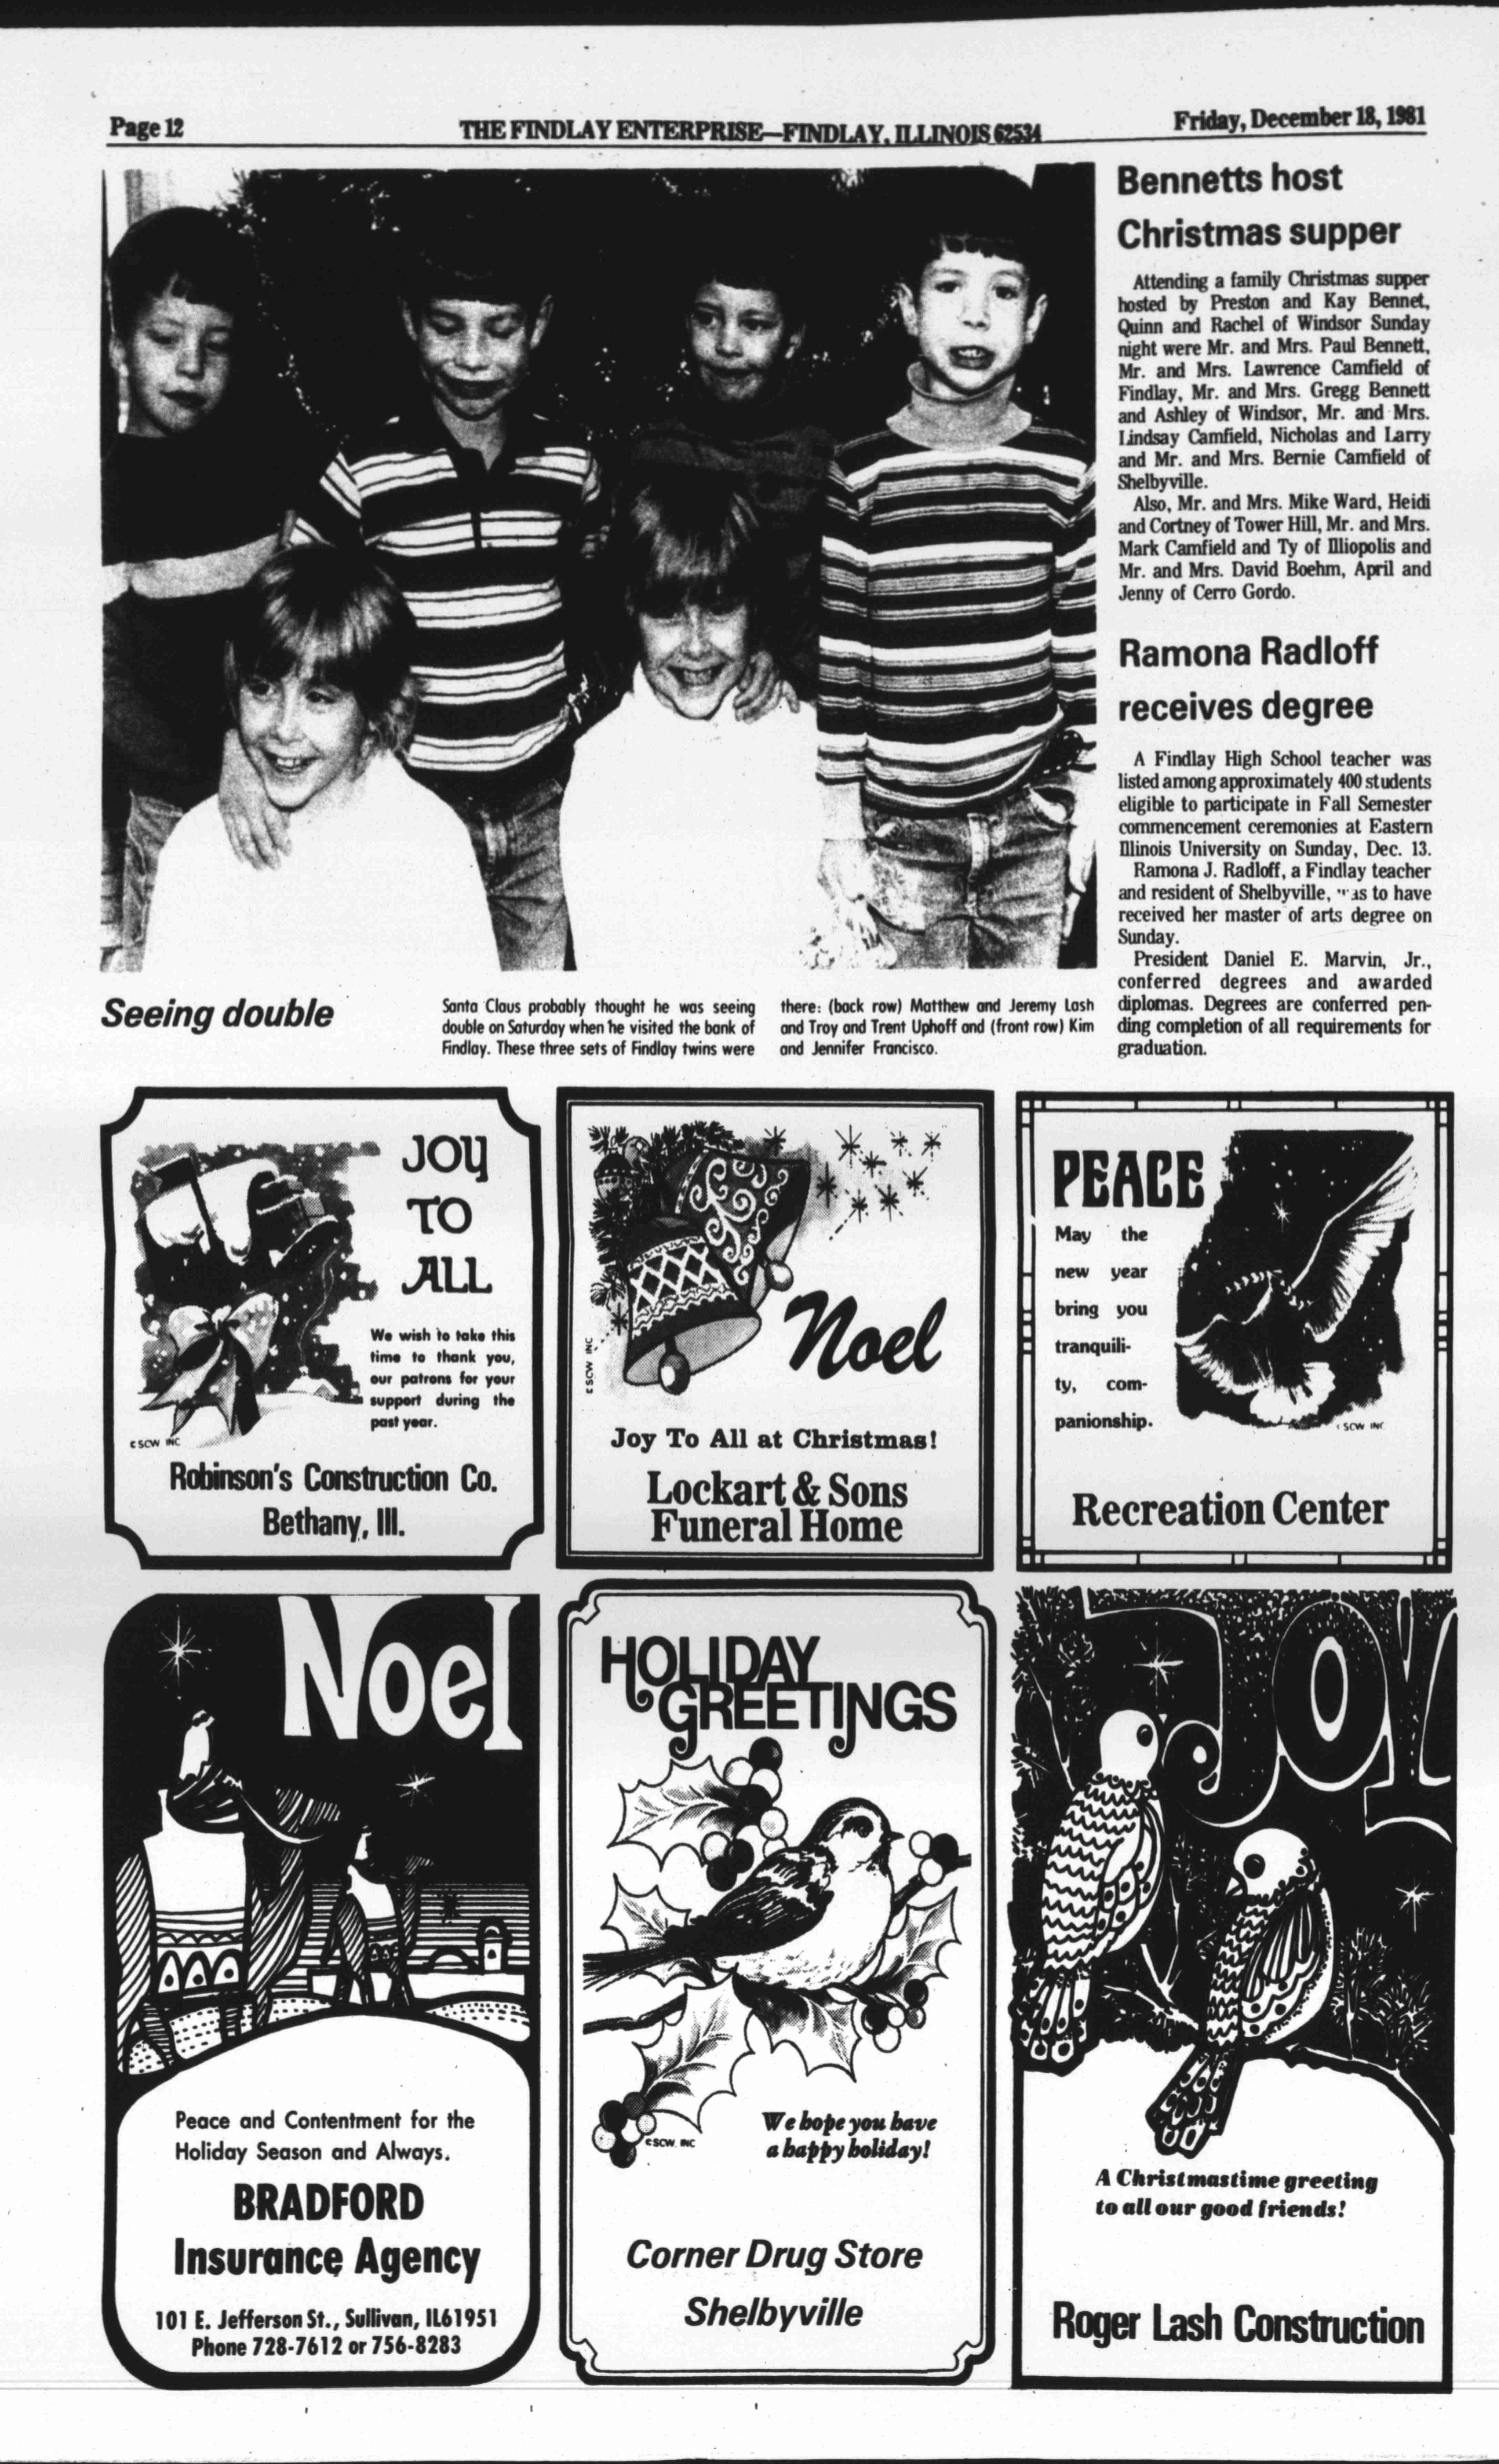 Page 12
THE FINDLAY ENTERPRISE—FINDLAY, ILLINOIS 62534
Friday, December 18, 1981
Bennetts host
Christmas supper
Attending a family Christmas supper
hosted by Preston and Kay Bennet,
Quinn and Rachel of Windsor Sunday
night were Mr. and Mrs. Paul Bennett,
Mr. and Mrs. Lawrence Camfield of
Findlay, Mr. and Mrs. Gregg Bennett
and Ashley of Windsor, Mr. and Mrs.
Lindsay Camfield, Nicholas and Larry
and Mr. and Mrs. Bernie Camfield of
Shelbyville.
Also, Mr. and Mrs. Mike Ward, Heidi
and Cortney of Tower Hill, Mr. and Mrs.
Mark Camfield and Ty of Illiopolis and
Mr. and Mrs. David Boehm, April and
Jenny of Cerro Gordo.
Ramona Radloff
receives degree
A Findlay High School teacher was
listed among approximately 400 students
eligible to participate in Fall Semester
commencement ceremonies at Eastern
Illinois University on Sunday, Dec. 13.
Ramona J. Radloff, a Findlay teacher
and resident of Shelbyville, was to have
received her master of arts degree on
Sunday.
President Daniel E. Marvin, Jr.,
conferred degrees and awarded
diplomas. Degrees are conferred pen-
ding completion of all requirements for
graduation.
Seeing double
Santa Claus probably thought he was seeing
double on Saturday when he visited the bank of
Findlay. These three sets of Findlay twins were
there: (back row) Matthew and Jeremy Lash
and Troy and Trent Uphoff and (front row) Kim
and Jennifer Francisco.
JOY
TO
ALL
We wish to take this
time to thank you,
our patrons for your
support during the
past year.
© SCW INC
Robinson's Construction Co.
Bethany, Ill.
© SCW INC
Noel
Joy To All at Christmas!
Lockart & Sons
Funeral Home
PEACE
May the
new year
bring you
tranquili-
ty, com-
panionship.
© SCW INC
Recreation Center
Noel
Peace and Contentment for the
Holiday Season and Always.
BRADFORD
Insurance Agency
101 E. Jefferson St., Sullivan, IL61951
Phone 728-7612 or 756-8283
HOLIDAY
GREETINGS
© SCW. INC
We hope you have
a happy holiday!
Corner Drug Store
Shelbyville
JOY
A Christmastime greeting
to all our good friends!
Roger Lash Construction